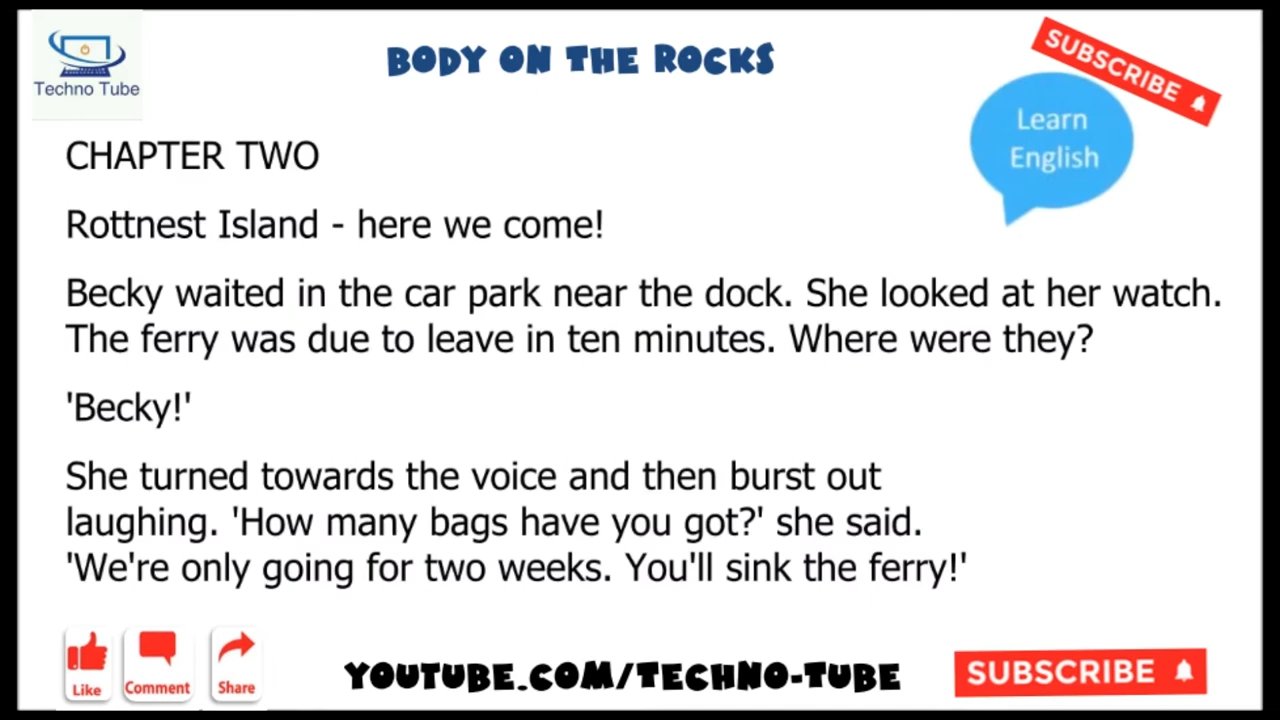 Techno Tube
BODY ON THE ROCKS
SUBSCRIBE
Learn
English
CHAPTER TWO
Rottnest Island - here we come!
Becky waited in the car park near the dock. She looked at her watch.
The ferry was due to leave in ten minutes. Where were they?
'Becky!'
She turned towards the voice and then burst out
laughing. 'How many bags have you got?' she said.
'We're only going for two weeks. You'll sink the ferry!'
Like
Comment
Share
YOUTUBE.COM/TECHNO-TUBE
SUBSCRIBE